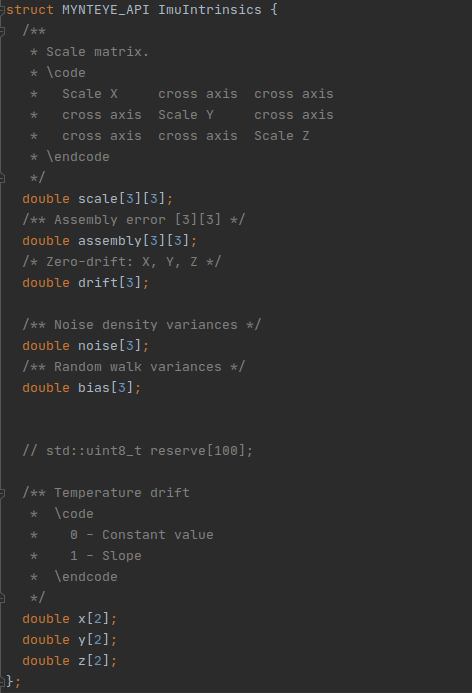 struct MYNTEYE_API ImuIntrinsics {
  /**
   * Scale matrix.
   * \code
   *   Scale X     cross axis  cross axis
   *   cross axis  Scale Y     cross axis
   *   cross axis  cross axis  Scale Z
   * \endcode
   */
  double scale[3][3];
  /** Assembly error [3][3] */
  double assembly[3][3];
  /* Zero-drift: X, Y, Z */
  double drift[3];

  /** Noise density variances */
  double noise[3];
  /** Random walk variances */
  double bias[3];


  // std::uint8_t reserve[100];

  /** Temperature drift
   *  \code
   *    0 - Constant value
   *    1 - Slope
   *  \endcode
   */
  double x[2];
  double y[2];
  double z[2];
};